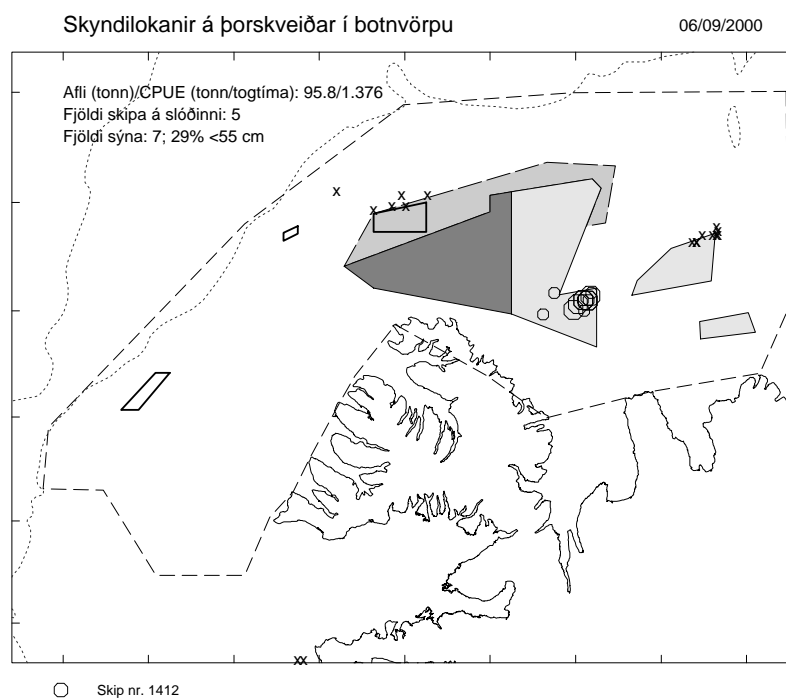 Skyndilokanir á þorskveiðar í botnvörpu
06/09/2000
Afli (tonn)/CPUE (tonn/togtíma): 95.8/1.376
Fjöldi skipa á slóðinni: 5
Fjöldi sýna: 7; 29% <55 cm
Skip nr. 1412